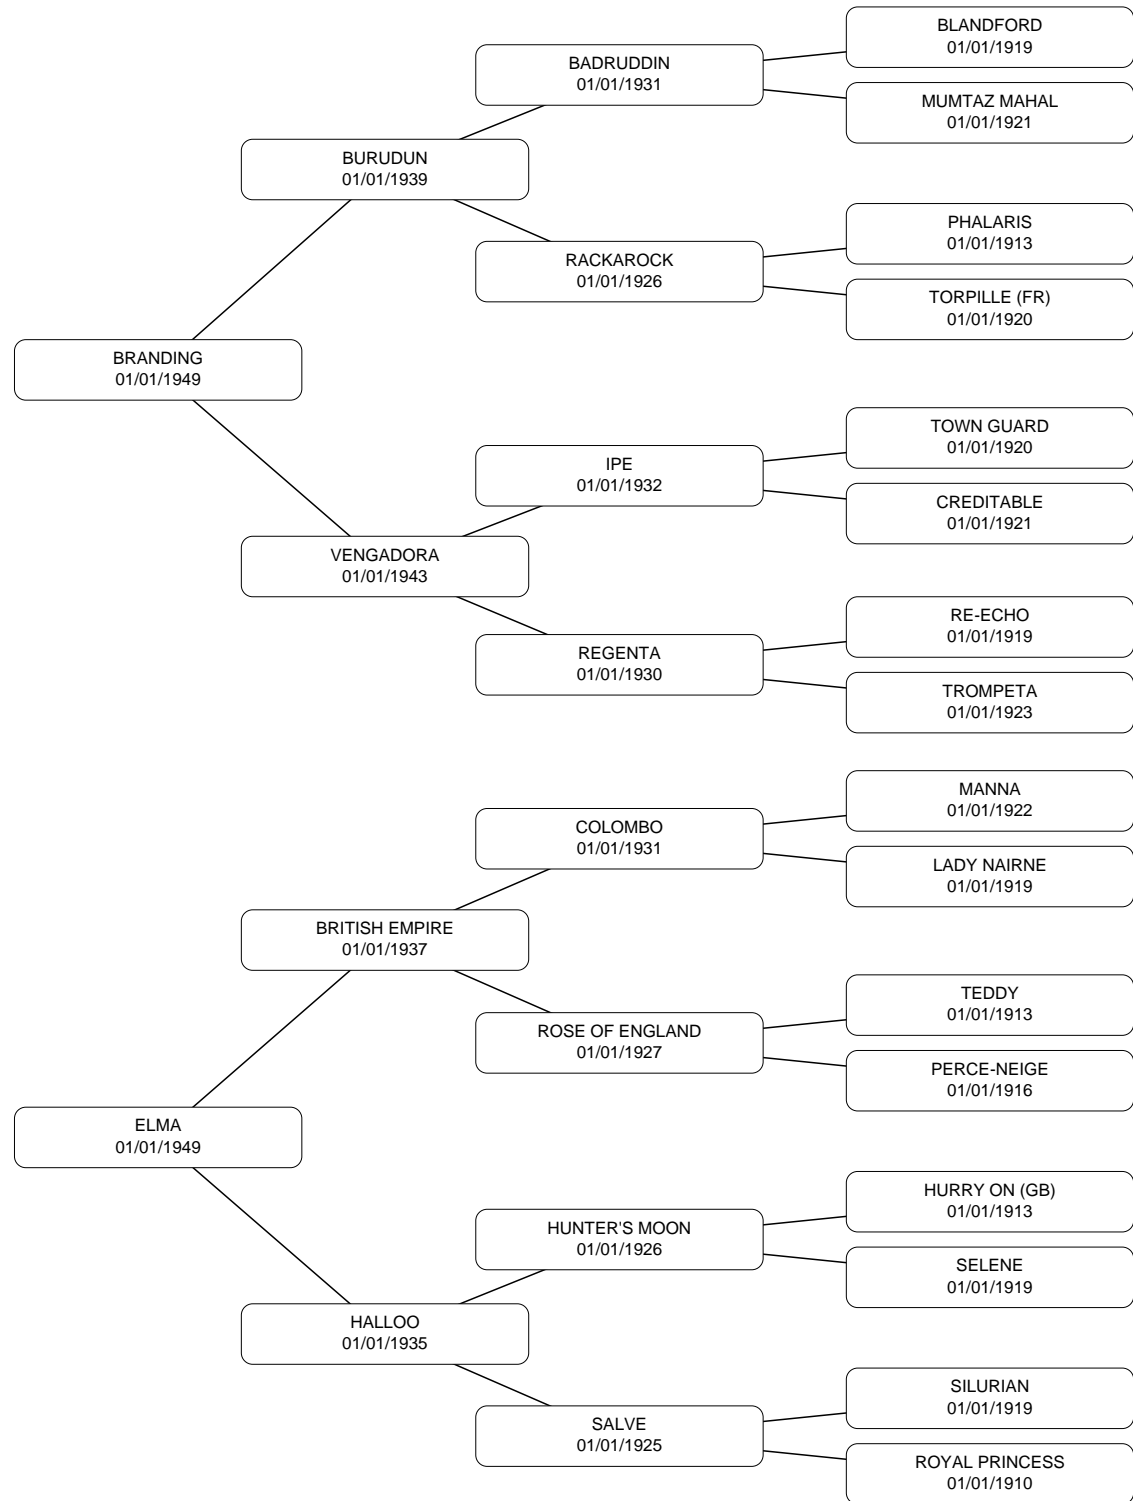 BLANDFORD
01/01/1919
BADRUDDIN
01/01/1931
MUMTAZ MAHAL
01/01/1921
BURUDUN
01/01/1939
PHALARIS
01/01/1913
RACKAROCK
01/01/1926
TORPILLE (FR)
01/01/1920
BRANDING
01/01/1949
TOWN GUARD
01/01/1920
IPE
01/01/1932
CREDITABLE
01/01/1921
VENGADORA
01/01/1943
RE-ECHO
01/01/1919
REGENTA
01/01/1930
TROMPETA
01/01/1923
MANNA
01/01/1922
COLOMBO
01/01/1931
LADY NAIRNE
01/01/1919
BRITISH EMPIRE
01/01/1937
TEDDY
01/01/1913
ROSE OF ENGLAND
01/01/1927
PERCE-NEIGE
01/01/1916
ELMA
01/01/1949
HURRY ON (GB)
01/01/1913
HUNTER'S MOON
01/01/1926
SELENE
01/01/1919
HALLOO
01/01/1935
SILURIAN
01/01/1919
SALVE
01/01/1925
ROYAL PRINCESS
01/01/1910